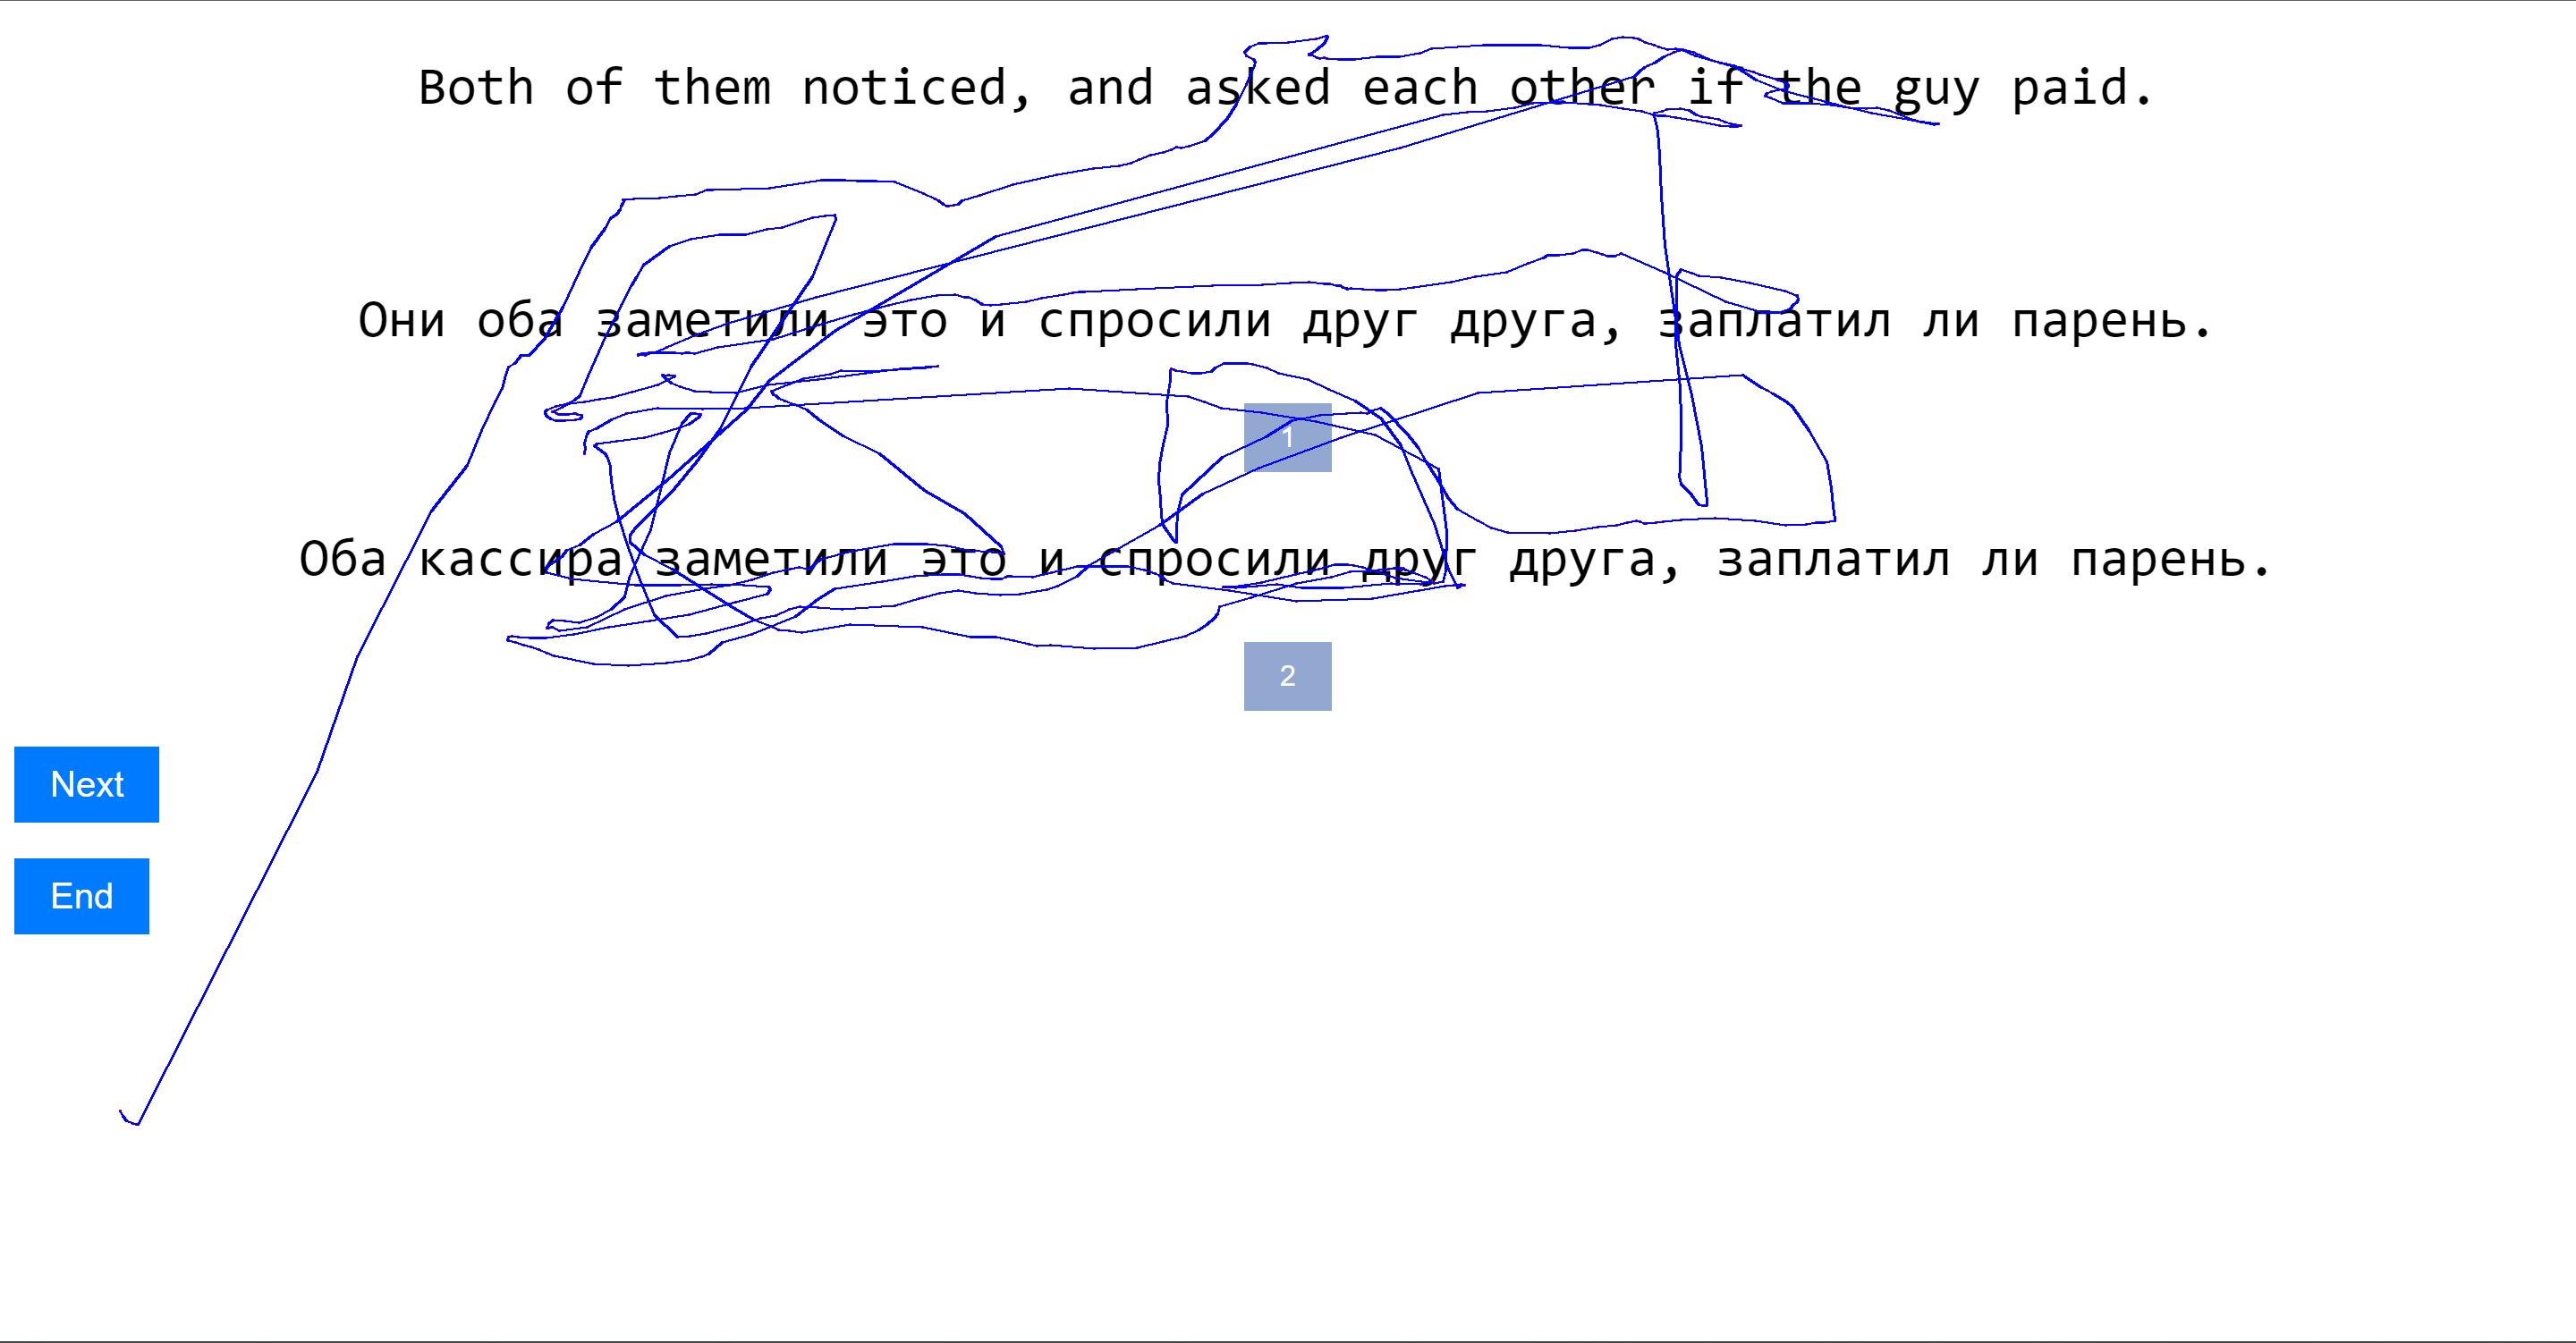 Both of them noticed, and asked each other if the guy paid.
Они оба заметили это и спросили друг друга, заплатил ли парень.
1
Оба кассира заметили это и спросили друг друга, заплатил ли парень.
2
Next
End